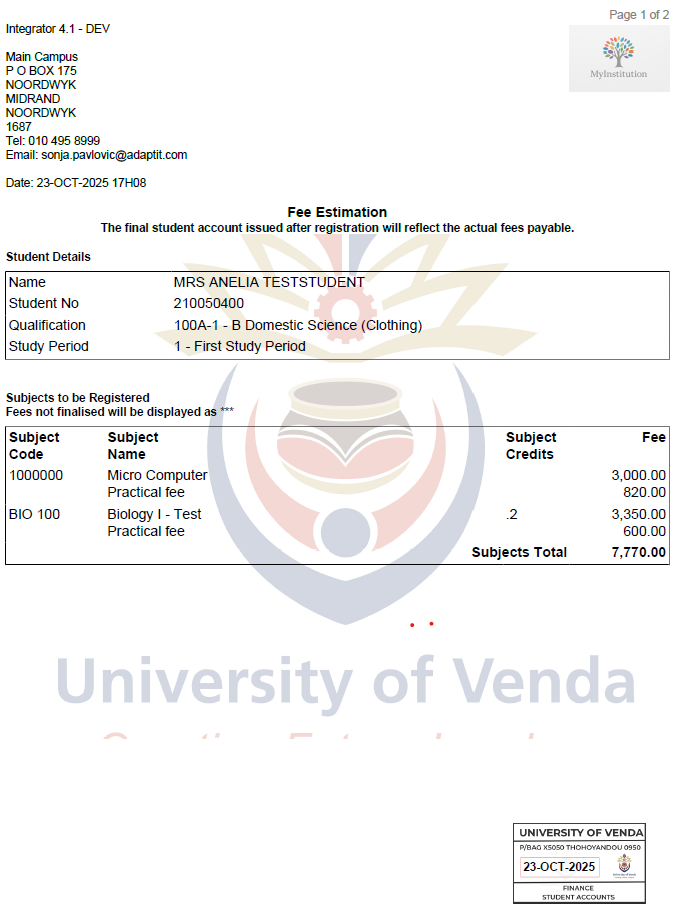 Page 1 of 2
Integrator 4.1 - DEV
MyInstitution
Main Campus
P O BOX 175
NOORDWYK
MIDRAND
NOORDWYK
1687
Tel: 010 495 8999
Email: sonja.pavlovic@adaptit.com
Date: 23-OCT-2025 17H08
Fee Estimation
The final student account issued after registration will reflect the actual fees payable.
Student Details
Name MRS ANELIA TESTSTUDENT
Student No 210050400
Qualification 100A-1 - B Domestic Science (Clothing)
Study Period 1 - First Study Period
Subjects to be Registered
Fees not finalised will be displayed as ***
Subject Subject Subject Fee
Code Name Credits
1000000 Micro Computer 3,000.00
Practical fee 820.00
BIO 100 Biology I - Test .2 3,350.00
Practical fee 600.00
Subjects Total 7,770.00
University of Venda
UNIVERSITY OF VENDA
P/BAG X5050 THOHOYANDOU 0950
23-OCT-2025
FINANCE
STUDENT ACCOUNTS